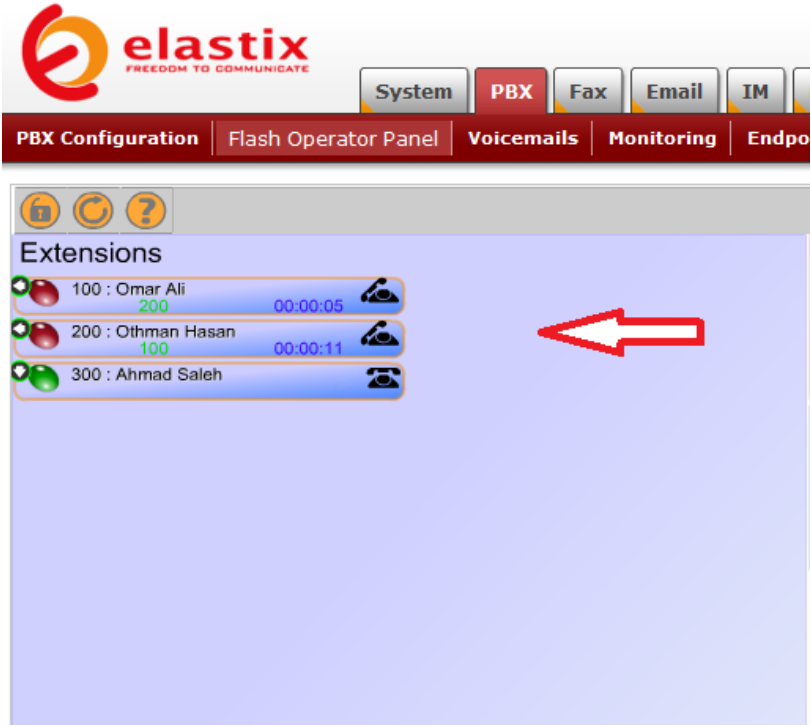 elastix
FREEDOM TO COMMUNICATE
System PBX Fax Email IM
PBX Configuration Flash Operator Panel Voicemails Monitoring Endpo
?
Extensions
100 : Omar Ali
200 00:00:05
200 : Othman Hasan
100 00:00:11
300 : Ahmad Saleh